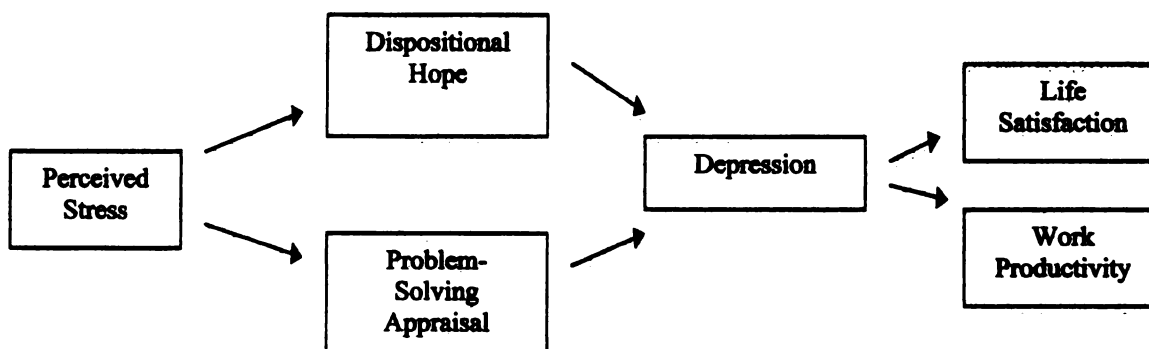 Perceived
Stress
Dispositional
Hope
Problem-
Solving
Appraisal
Depression
Life
Satisfaction
Work
Productivity